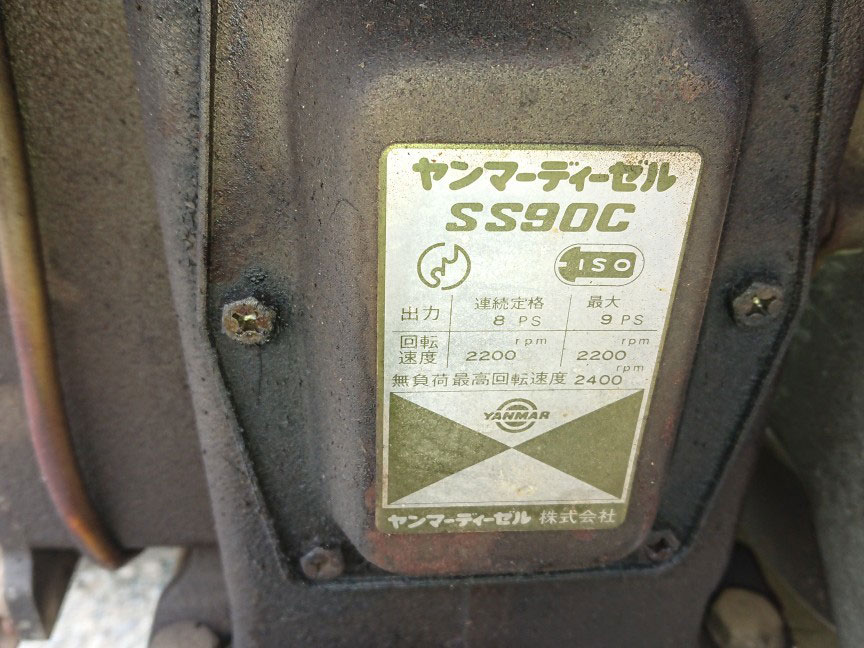 ヤンマーディーゼル
SS90C
ISO
出力 連続定格 8 PS 最大 9 PS
回転速度 2200 rpm 2200 rpm
無負荷最高回転速度 2400 rpm
YANMAR
ヤンマーディーゼル 株式会社